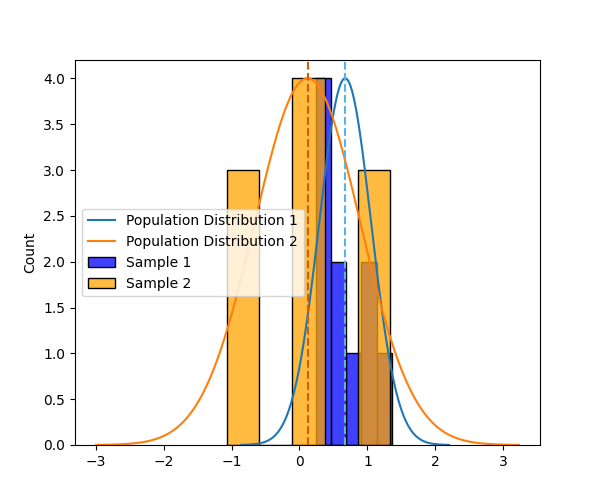 4.0
3.5
3.0
2.5
2.0
1.5
1.0
0.5
0.0
Count
Population Distribution 1
Population Distribution 2
Sample 1
Sample 2
−3 −2 −1 0 1 2 3